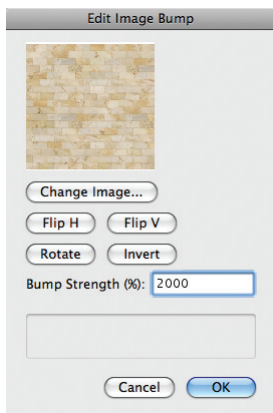 Edit Image Bump
Change Image...
Flip H Flip V
Rotate Invert
Bump Strength (%): 2000
Cancel OK